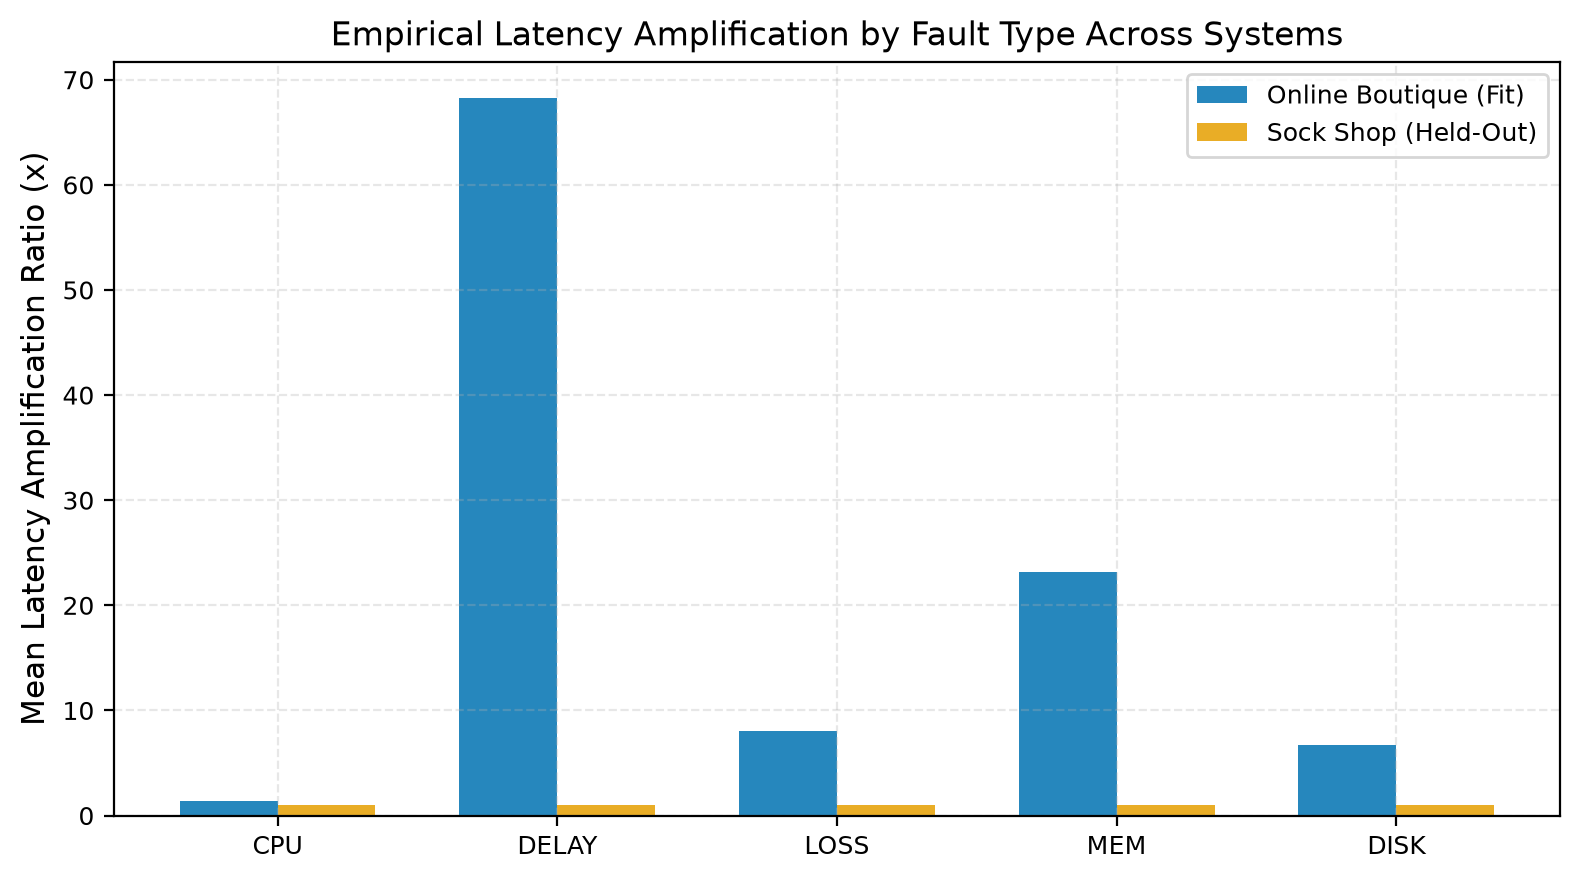 Empirical Latency Amplification by Fault Type Across Systems
Mean Latency Amplification Ratio (x)
70
60
50
40
30
20
10
0
Online Boutique (Fit)
Sock Shop (Held-Out)
CPU DELAY LOSS MEM DISK